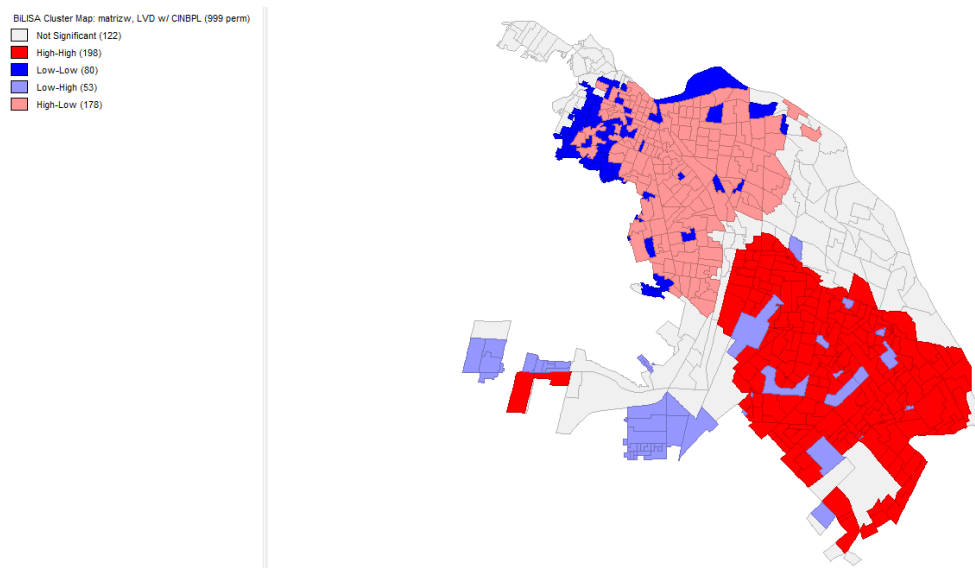 BiLISA Cluster Map: matrizw, LVD w/ CINBPL (999 perm)
Not Significant (122)
High-High (198)
Low-Low (80)
Low-High (53)
High-Low (178)